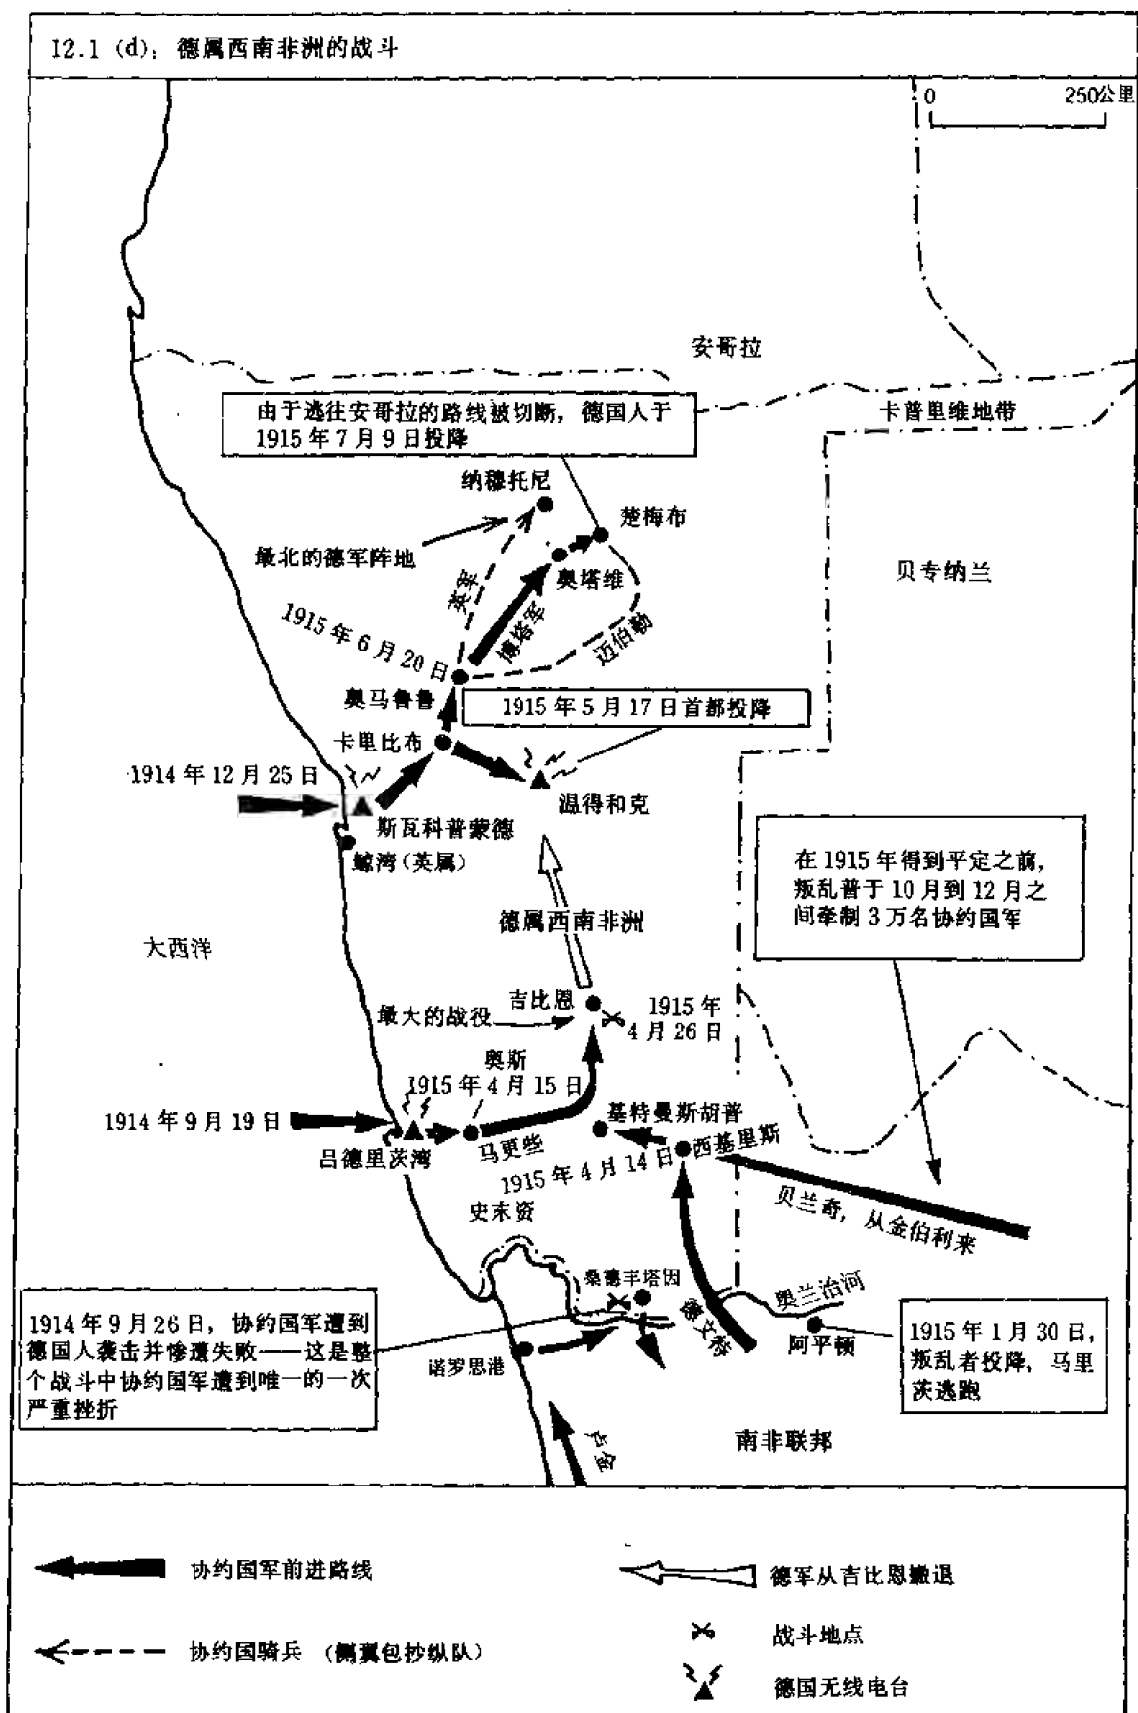 12.1 (d)：德属西南非洲的战斗
0 250公里
安哥拉
卡普里维地带
由于逃往安哥拉的路线被切断，德国人于
1915年7月9日投降
纳穆托尼
楚梅布
最北的德军阵地
奥塔维
贝专纳兰
英军
博塔军
迈伯勒
1915年6月20日
奥马鲁鲁
1915年5月17日首都投降
卡里比布
1914年12月25日
温得和克
斯瓦科普蒙德
鲸湾(英属)
在1915年得到平定之前，
叛乱曾于10月到12月之
间牵制3万名协约国军
德属西南非洲
大西洋
吉比恩
1915年
4月26日
最大的战役
奥斯
1915年4月15日
1914年9月19日
基特曼斯胡普
吕德里茨湾
马更些
西基里斯
1915年4月14日
贝兰奇，从金伯利来
史末资
桑德丰塔因
奥兰治河
德文格
1914年9月26日，协约国军遭到
德国人袭击并惨遭失败——这是整
个战斗中协约国军遭到唯一的一次
严重挫折
诺罗思港
阿平顿
1915年1月30日，
叛乱者投降，马里
茨逃跑
卢金
南非联邦
协约国军前进路线
德军从吉比恩撤退
协约国骑兵 (侧翼包抄纵队)
战斗地点
德国无线电台